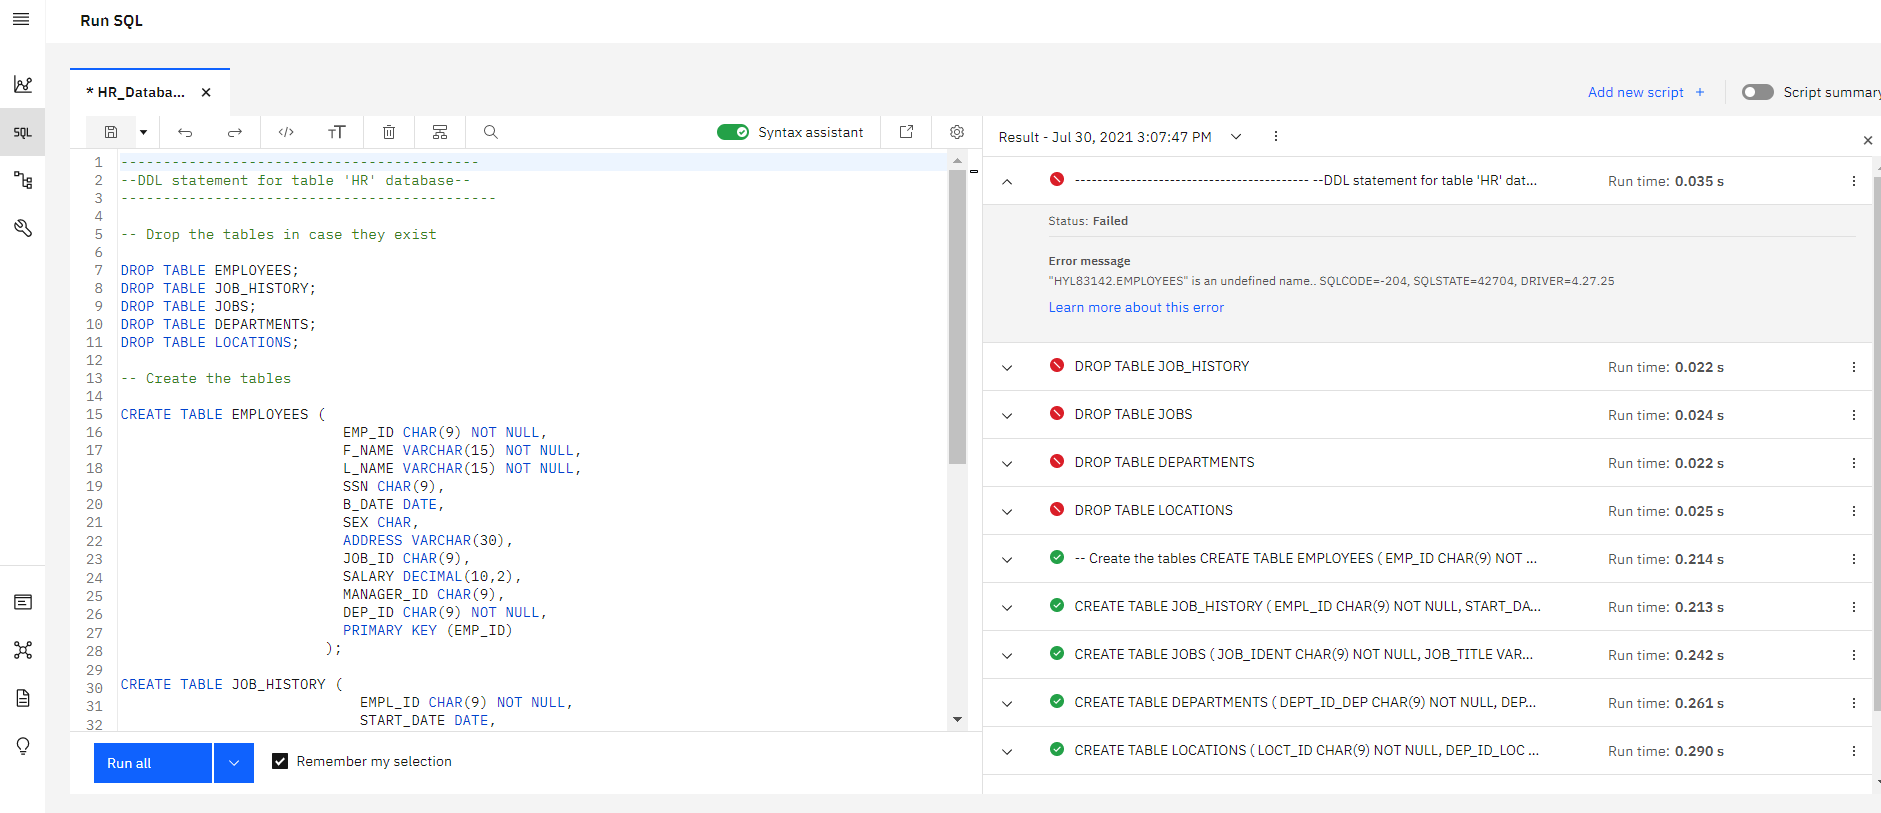 Run SQL
* HR_Databa...
Add new script +
Script summary
SQL
Syntax assistant
1 ------------------------------------------
2 --DDL statement for table 'HR' database--
3 --------------------------------------------
4
5 -- Drop the tables in case they exist
6
7 DROP TABLE EMPLOYEES;
8 DROP TABLE JOB_HISTORY;
9 DROP TABLE JOBS;
10 DROP TABLE DEPARTMENTS;
11 DROP TABLE LOCATIONS;
12
13 -- Create the tables
14
15 CREATE TABLE EMPLOYEES (
16 EMP_ID CHAR(9) NOT NULL,
17 F_NAME VARCHAR(15) NOT NULL,
18 L_NAME VARCHAR(15) NOT NULL,
19 SSN CHAR(9),
20 B_DATE DATE,
21 SEX CHAR,
22 ADDRESS VARCHAR(30),
23 JOB_ID CHAR(9),
24 SALARY DECIMAL(10,2),
25 MANAGER_ID CHAR(9),
26 DEP_ID CHAR(9) NOT NULL,
27 PRIMARY KEY (EMP_ID)
28 );
29
30 CREATE TABLE JOB_HISTORY (
31 EMPL_ID CHAR(9) NOT NULL,
32 START_DATE DATE,
Run all
Remember my selection
Result - Jul 30, 2021 3:07:47 PM
------------------------------------------ --DDL statement for table 'HR' dat... Run time: 0.035 s
Status: Failed
Error message
"HYL83142.EMPLOYEES" is an undefined name.. SQLCODE=-204, SQLSTATE=42704, DRIVER=4.27.25
Learn more about this error
DROP TABLE JOB_HISTORY Run time: 0.022 s
DROP TABLE JOBS Run time: 0.024 s
DROP TABLE DEPARTMENTS Run time: 0.022 s
DROP TABLE LOCATIONS Run time: 0.025 s
-- Create the tables CREATE TABLE EMPLOYEES ( EMP_ID CHAR(9) NOT ... Run time: 0.214 s
CREATE TABLE JOB_HISTORY ( EMPL_ID CHAR(9) NOT NULL, START_DA... Run time: 0.213 s
CREATE TABLE JOBS ( JOB_IDENT CHAR(9) NOT NULL, JOB_TITLE VAR... Run time: 0.242 s
CREATE TABLE DEPARTMENTS ( DEPT_ID_DEP CHAR(9) NOT NULL, DEP... Run time: 0.261 s
CREATE TABLE LOCATIONS ( LOCT_ID CHAR(9) NOT NULL, DEP_ID_LOC ... Run time: 0.290 s